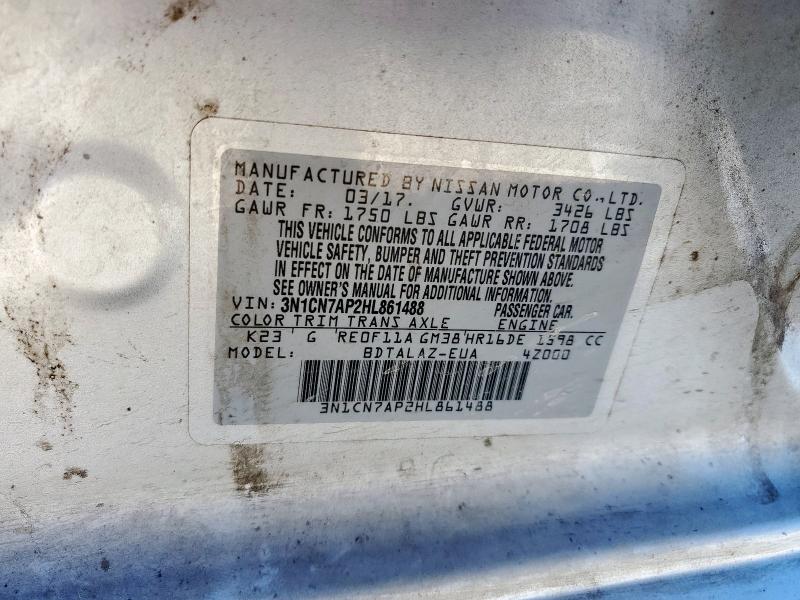 MANUFACTURED BY NISSAN MOTOR CO., LTD.
DATE: 03/17. GVWR: 3426 LBS
GAWR FR: 1750 LBS GAWR RR: 1708 LBS
THIS VEHICLE CONFORMS TO ALL APPLICABLE FEDERAL MOTOR
VEHICLE SAFETY, BUMPER AND THEFT PREVENTION STANDARDS
IN EFFECT ON THE DATE OF MANUFACTURE SHOWN ABOVE.
SEE OWNER'S MANUAL FOR ADDITIONAL INFORMATION.
VIN: 3N1CN7AP2HL861488 PASSENGER CAR.
COLOR TRIM TRANS AXLE ENGINE
K23 G RE0F11A GM38 HR16DE 1598 CC
MODEL: BDTALAZ-EUA 4Z000
3N1CN7AP2HL861488